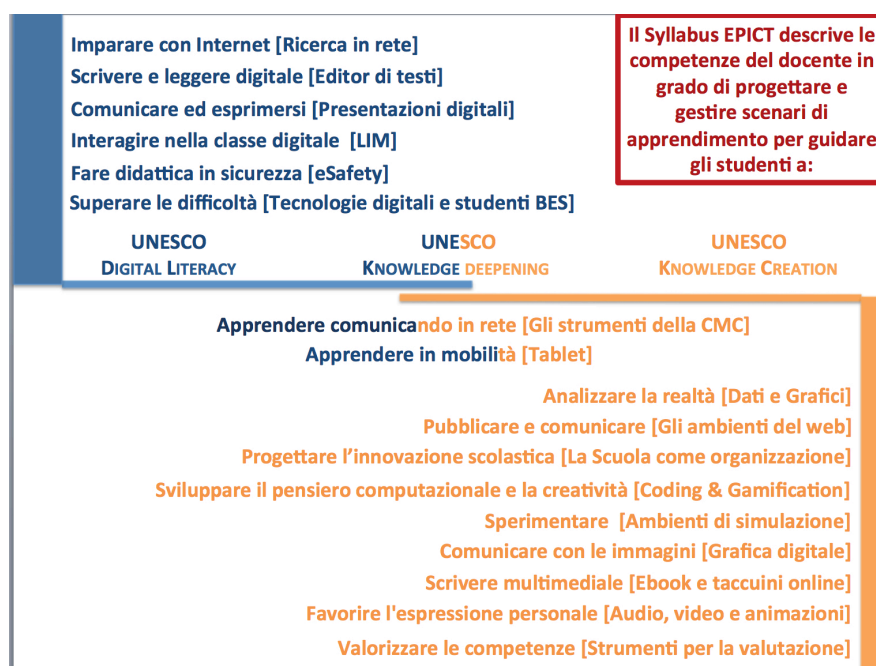 Imparare con Internet [Ricerca in rete]
Scrivere e leggere digitale [Editor di testi]
Comunicare ed esprimersi [Presentazioni digitali]
Interagire nella classe digitale [LIM]
Fare didattica in sicurezza [eSafety]
Superare le difficoltà [Tecnologie digitali e studenti BES]
Il Syllabus EPICT descrive le
competenze del docente in
grado di progettare e
gestire scenari di
apprendimento per guidare
gli studenti a:
UNESCO
DIGITAL LITERACY
UNESCO
KNOWLEDGE DEEPENING
UNESCO
KNOWLEDGE CREATION
Apprendere comunicando in rete [Gli strumenti della CMC]
Apprendere in mobilità [Tablet]
Analizzare la realtà [Dati e Grafici]
Pubblicare e comunicare [Gli ambienti del web]
Progettare l’innovazione scolastica [La Scuola come organizzazione]
Sviluppare il pensiero computazionale e la creatività [Coding & Gamification]
Sperimentare [Ambienti di simulazione]
Comunicare con le immagini [Grafica digitale]
Scrivere multimediale [Ebook e taccuini online]
Favorire l'espressione personale [Audio, video e animazioni]
Valorizzare le competenze [Strumenti per la valutazione]